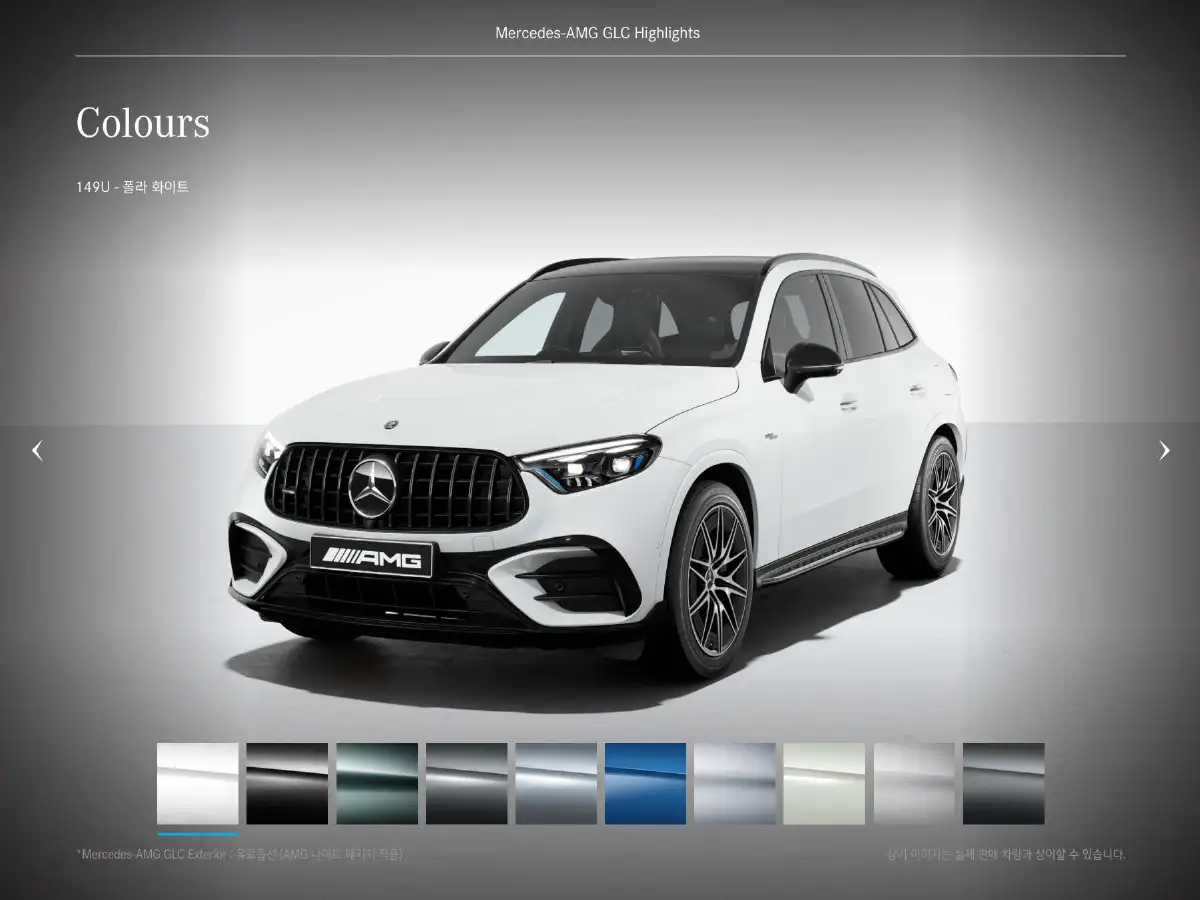 Mercedes-AMG GLC Highlights
Colours
149U - 폴라 화이트
AMG
*Mercedes-AMG GLC Exterior : 유료옵션 (AMG 나이트 패키지 적용)
상기 이미지는 실제 판매 차량과 상이할 수 있습니다.